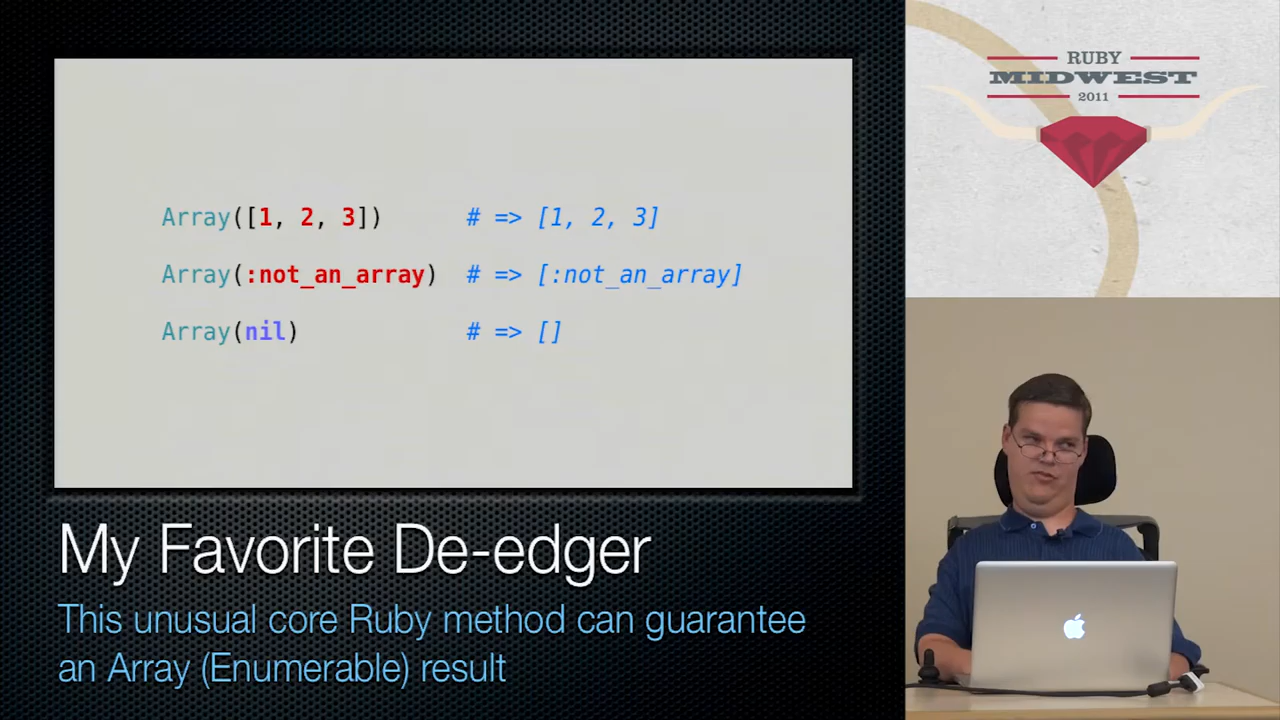 Array([1, 2, 3]) # => [1, 2, 3]
Array(:not_an_array) # => [:not_an_array]
Array(nil) # => []
My Favorite De-edger
This unusual core Ruby method can guarantee
an Array (Enumerable) result
RUBY
MIDWEST
2011